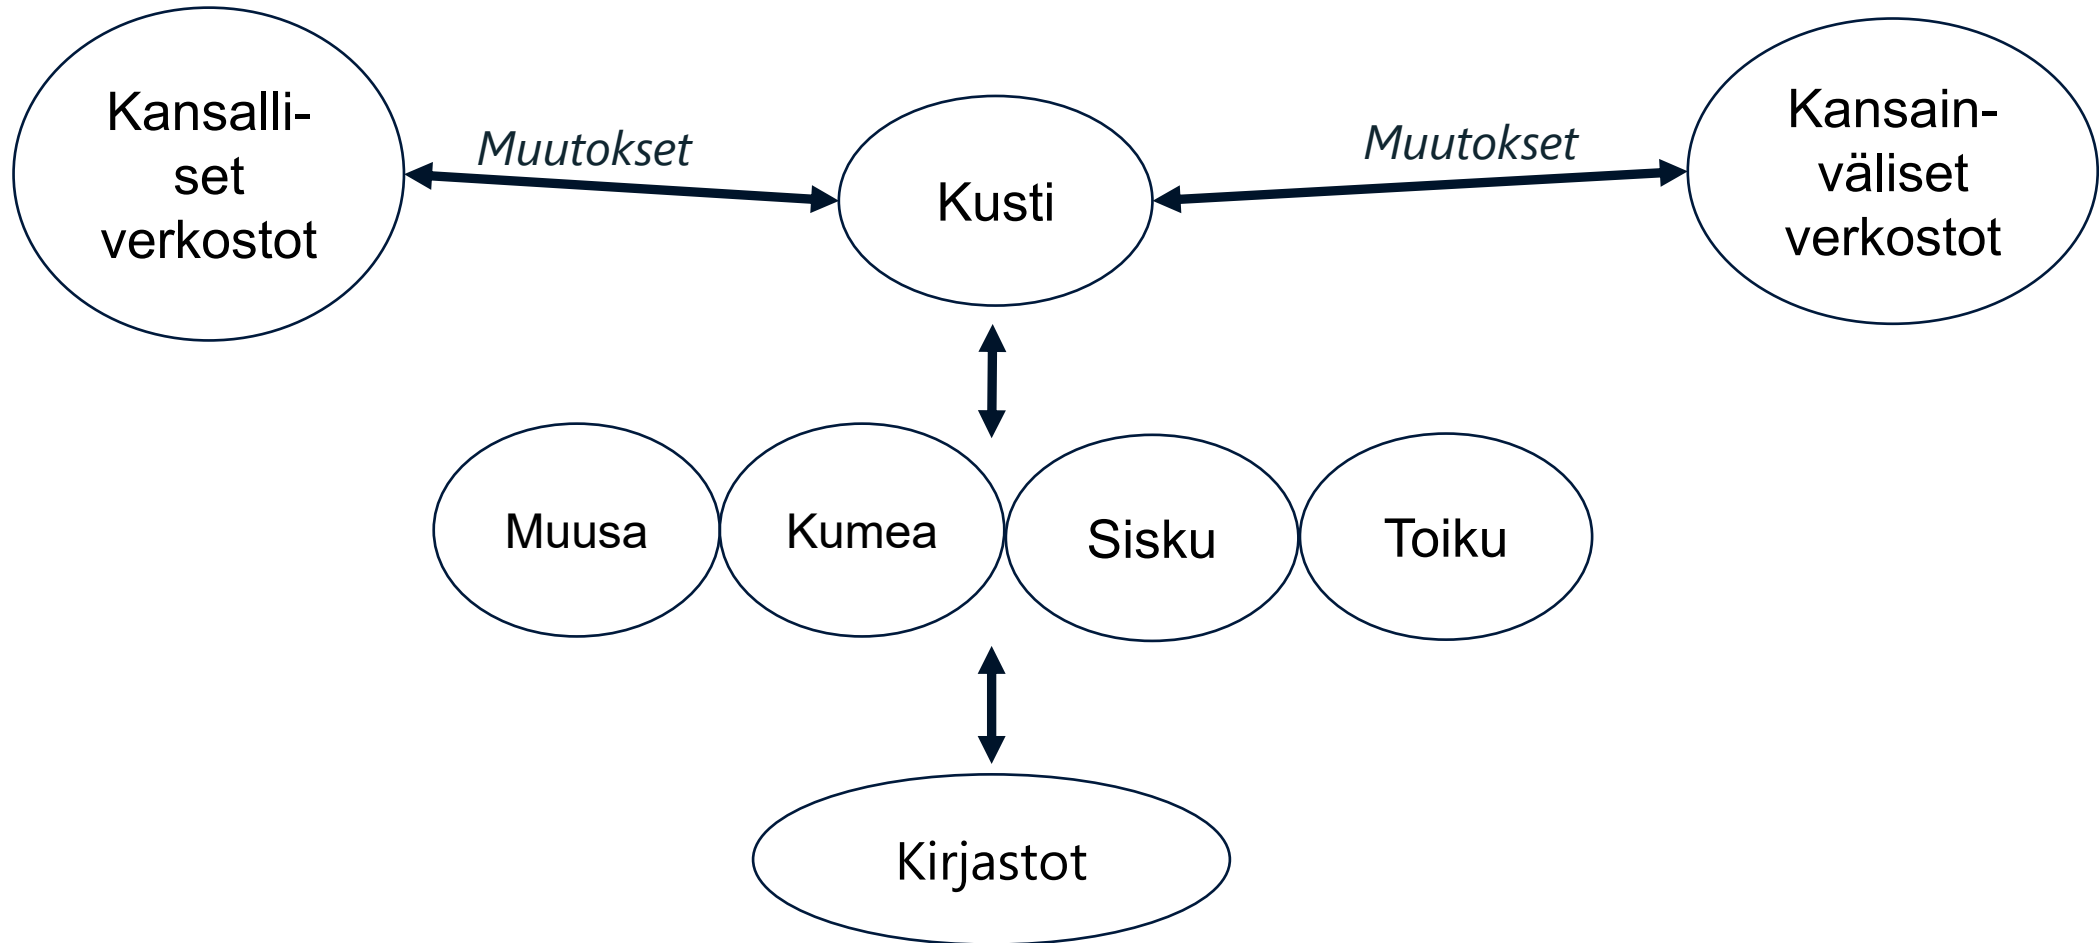 Kansalli-
set
verkostot
Muutokset
Kusti
Muutokset
Kansain-
väliset
verkostot
Muusa
Kumea
Sisku
Toiku
Kirjastot